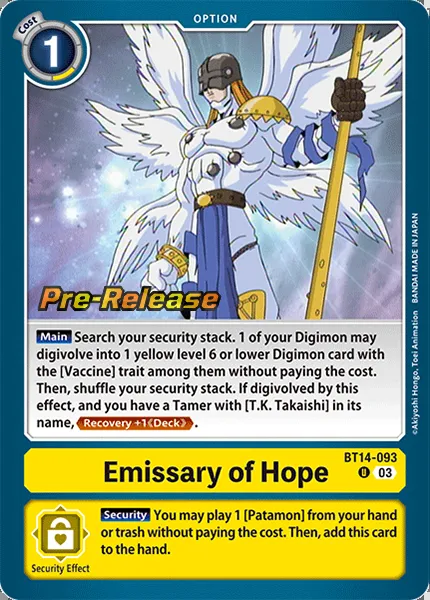 OPTION
Cost
1
Pre-Release
Main Search your security stack. 1 of your Digimon may
digivolve into 1 yellow level 6 or lower Digimon card with
the [Vaccine] trait among them without paying the cost.
Then, shuffle your security stack. If digivolved by this
effect, and you have a Tamer with [T.K. Takaishi] in its
name, Recovery +1《Deck》.
©Akiyoshi Hongo, Toei Animation BANDAI MADE IN JAPAN
BT14-093
Emissary of Hope U 03
Security You may play 1 [Patamon] from your hand
or trash without paying the cost. Then, add this card
to the hand.
Security Effect